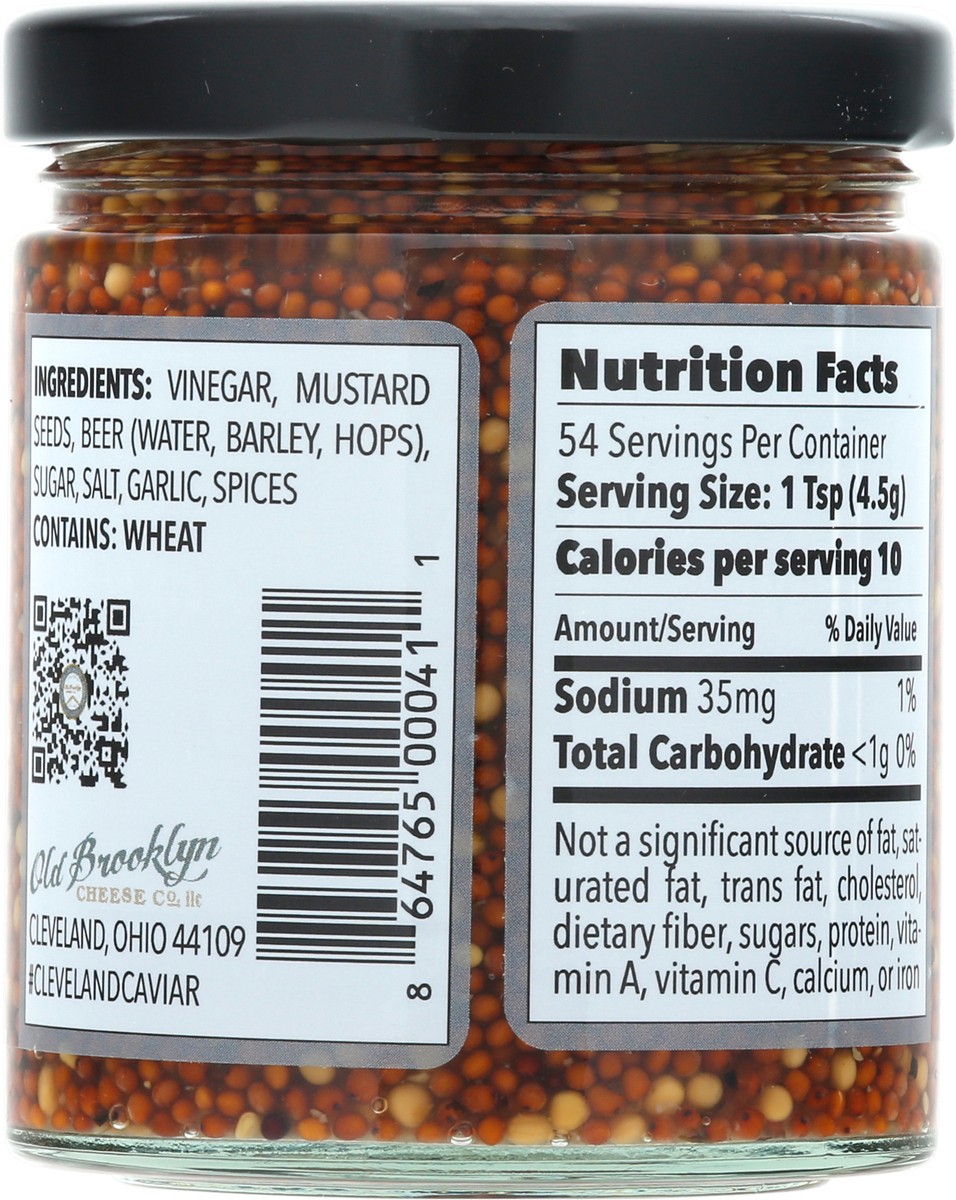 INGREDIENTS: VINEGAR, MUSTARD
SEEDS, BEER (WATER, BARLEY, HOPS),
SUGAR, SALT, GARLIC, SPICES
CONTAINS: WHEAT
8 64765 00041 1
Old Brooklyn
CHEESE Co. llc
CLEVELAND, OHIO 44109
#CLEVELANDCAVIAR
Nutrition Facts
54 Servings Per Container
Serving Size: 1 Tsp (4.5g)
Calories per serving 10
Amount/Serving % Daily Value
Sodium 35mg 1%
Total Carbohydrate <1g 0%
Not a significant source of fat, sat-
urated fat, trans fat, cholesterol,
dietary fiber, sugars, protein, vita-
min A, vitamin C, calcium, or iron